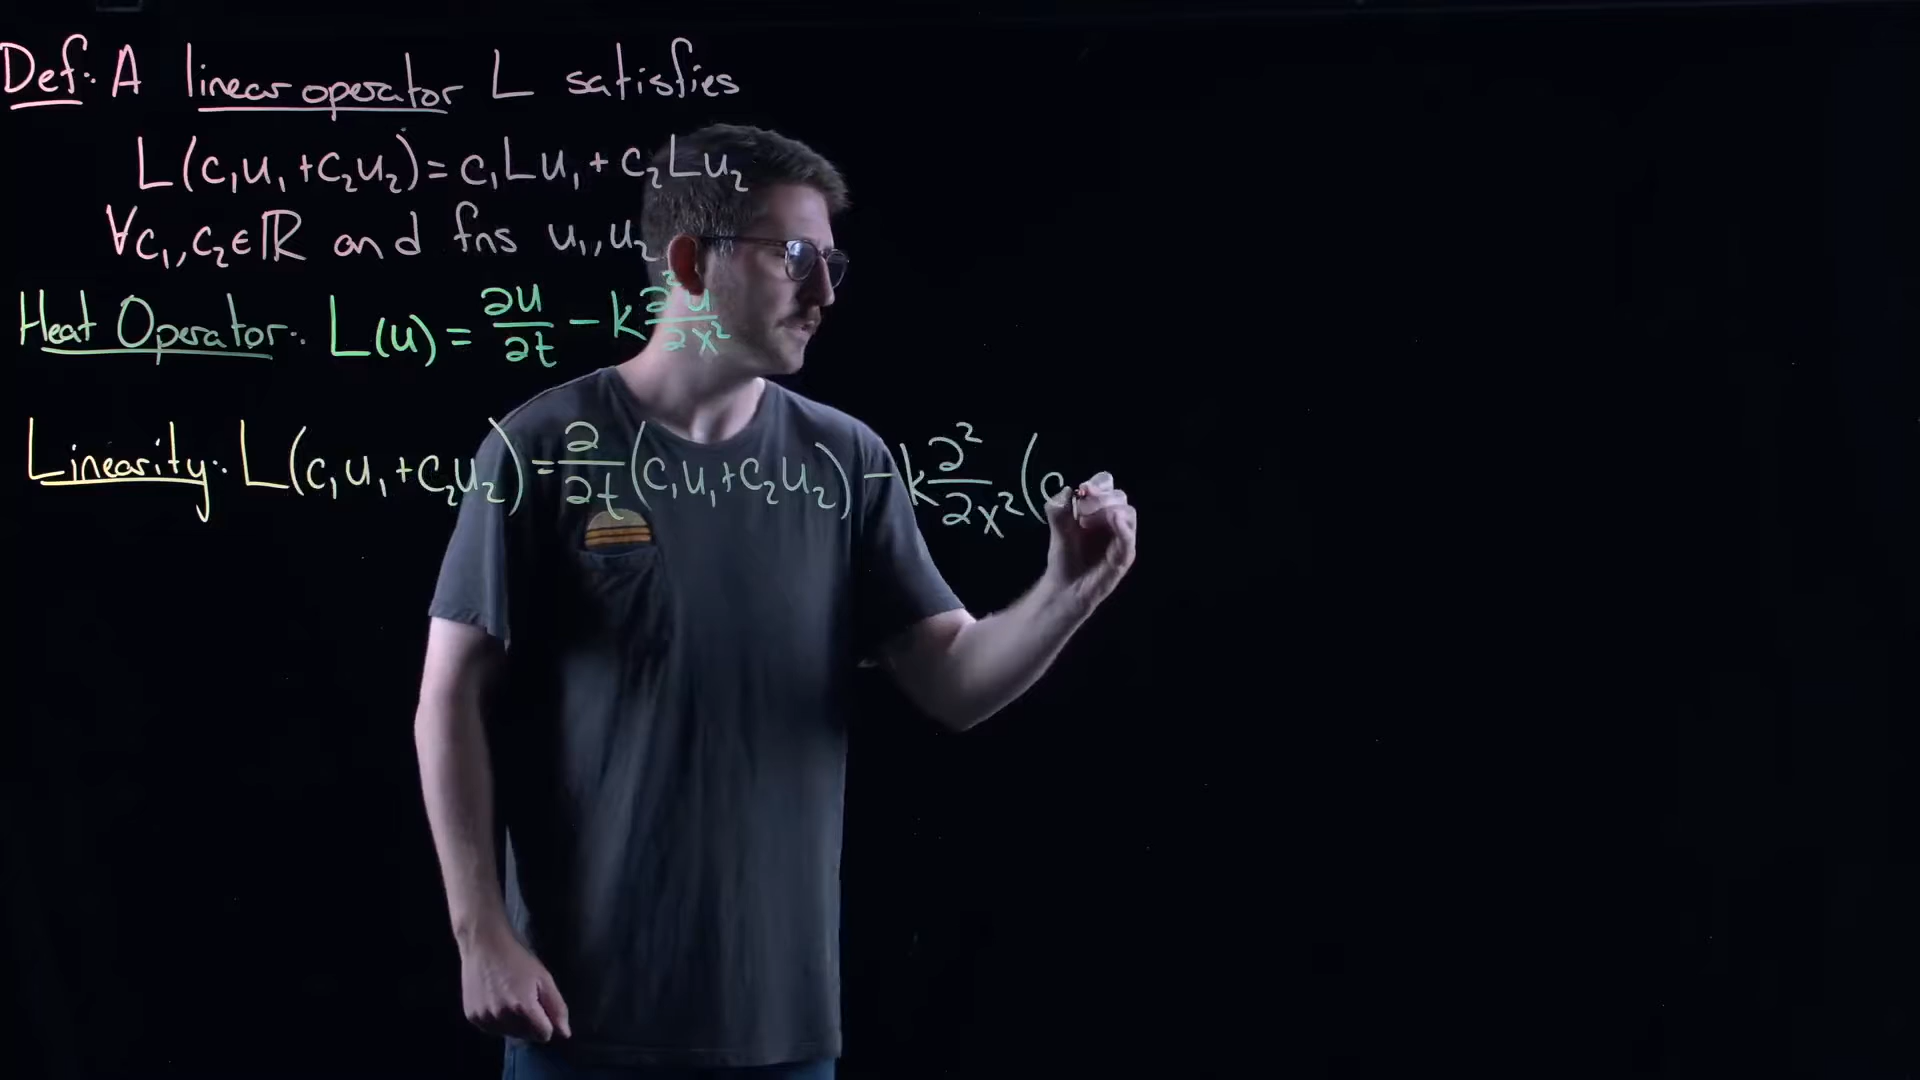 Def: A linear operator L satisfies
L(c₁u₁+c₂u₂)=c₁Lu₁+c₂Lu₂
∀c₁,c₂∈ℝ and fns u₁,u₂
Heat Operator: L(u) = ∂u/∂t − k ∂²u/∂x²
Linearity: L(c₁u₁+c₂u₂) = ∂/∂t(c₁u₁+c₂u₂) − k ∂²/∂x²(c₁